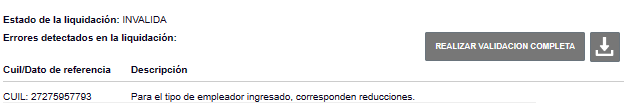 Estado de la liquidación: INVALIDA
Errores detectados en la liquidación:
REALIZAR VALIDACION COMPLETA
Cuil/Dato de referencia Descripción
CUIL: 27275957793 Para el tipo de empleador ingresado, corresponden reducciones.